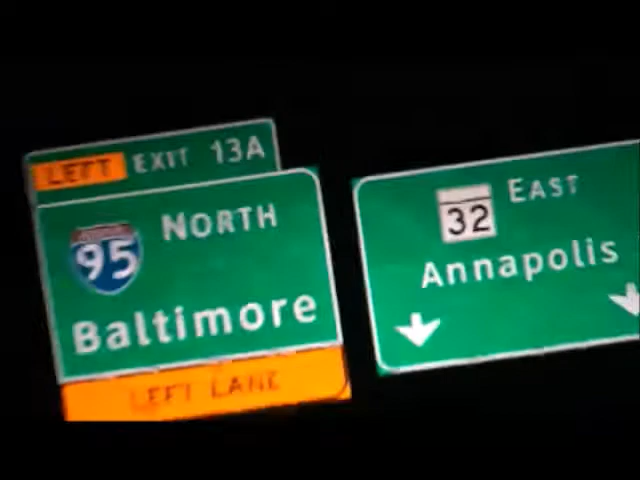 LEFT EXIT 13A
95 NORTH
Baltimore
LEFT LANE
32 EAST
Annapolis